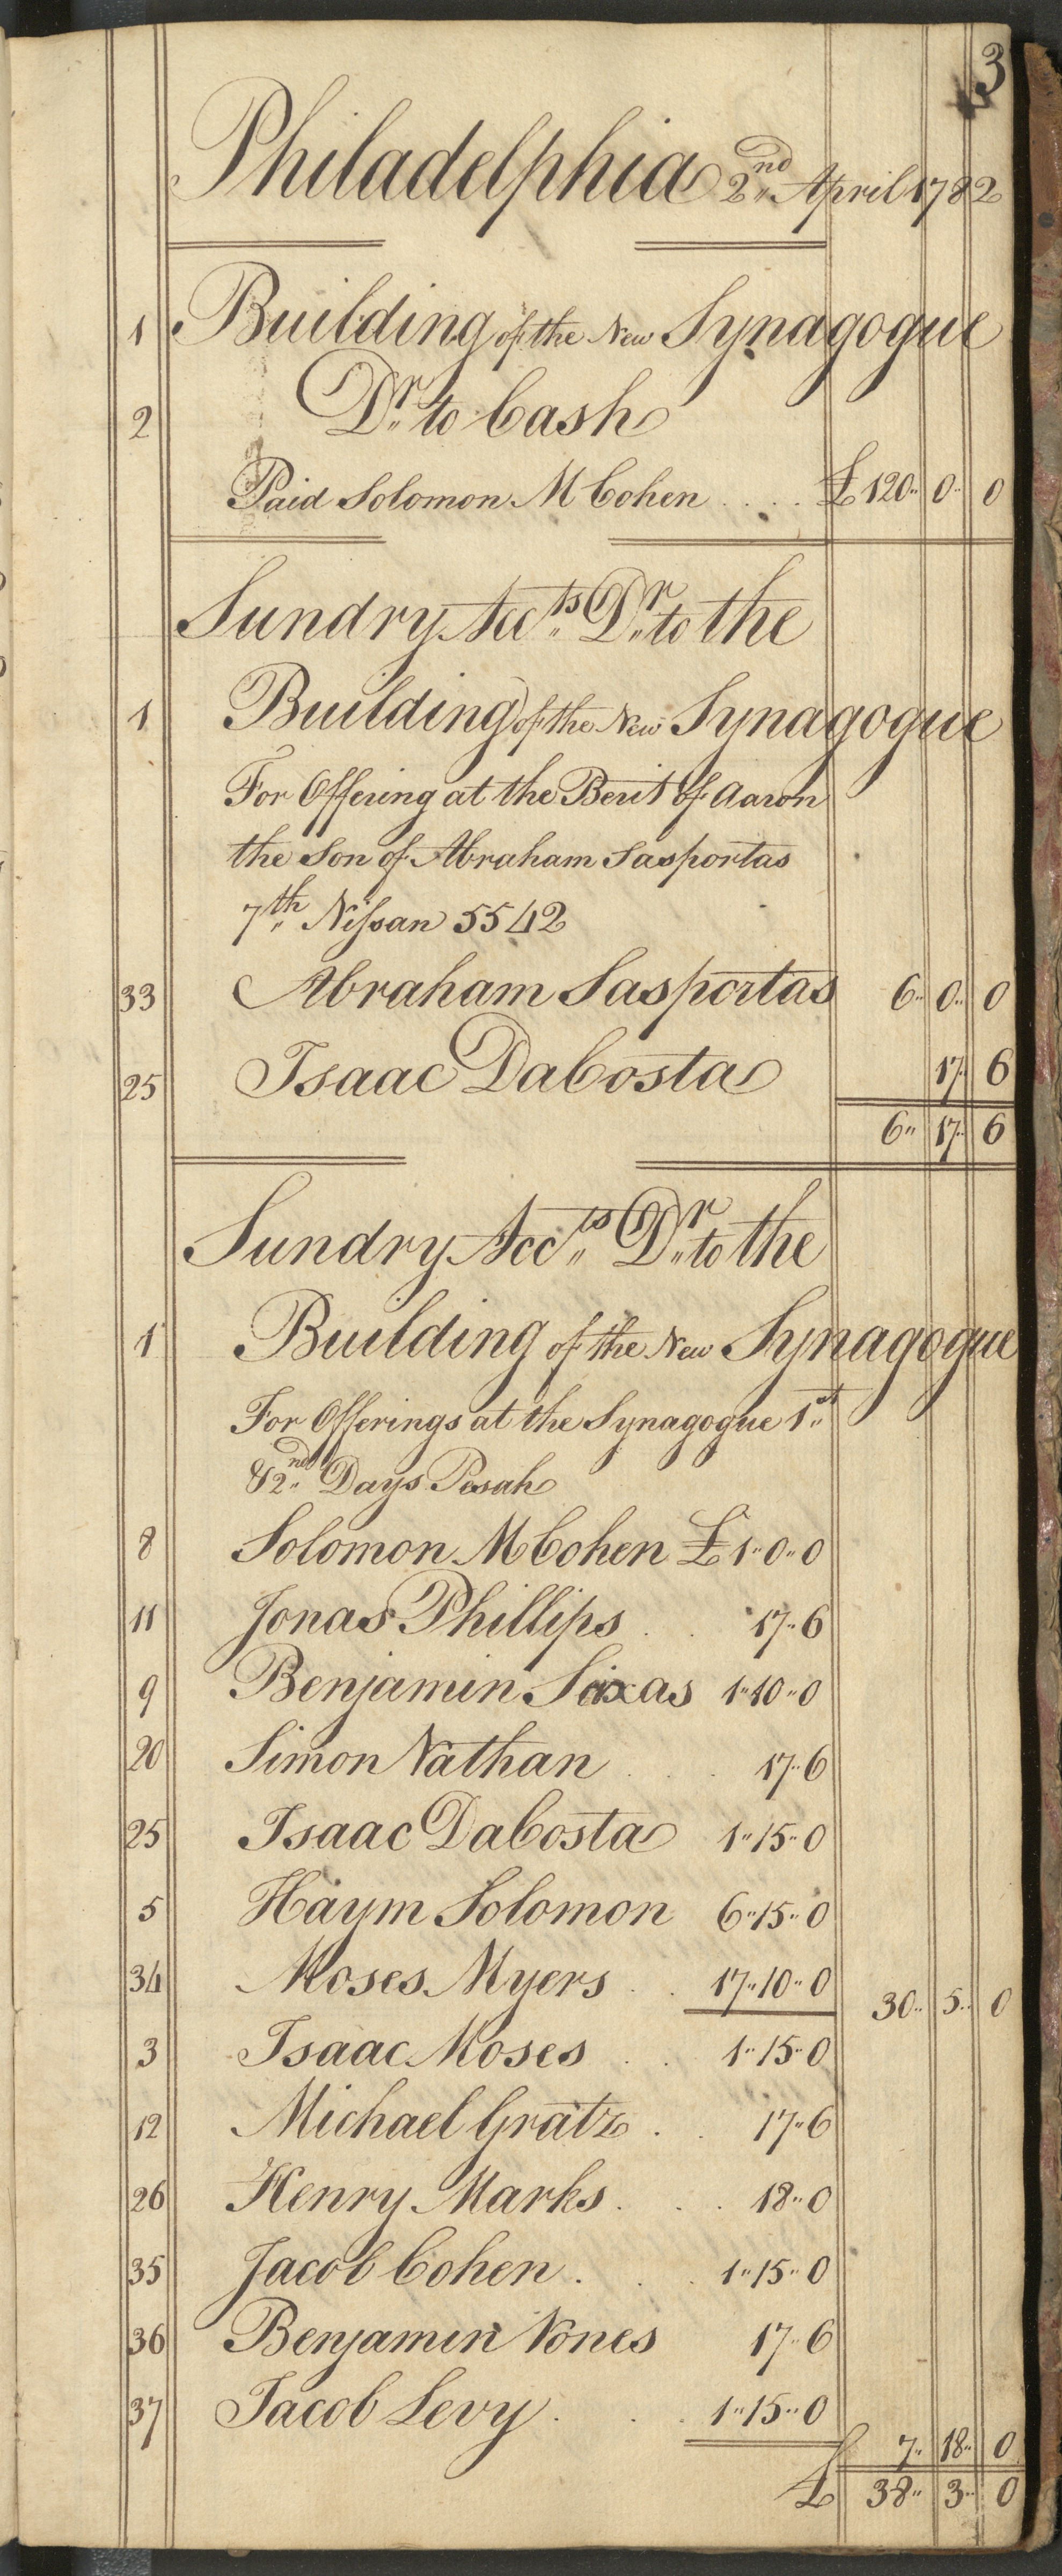 3
Philadelphia 2nd April 1782
1 Building of the New Synagogue
2 Dr to Cash
Paid Solomon M Cohen .... £120.. 0.. 0
Sundry Accts Dr to the
1 Building of the New Synagogue
For Offering at the Berit of Aaron
the Son of Abraham Sasportas
7th Nissan 5542
33 Abraham Sasportas 6.. 0.. 0
25 Isaac DaCosta 17.. 6
6.. 17.. 6
Sundry Accts Dr to the
1 Building of the New Synagogue
For Offerings at the Synagogue 1st
& 2nd Days Pesah
8 Solomon M Cohen £1.. 0.. 0
11 Jonas Phillips . . 17.. 6
9 Benjamin Sixas 1.. 10.. 0
20 Simon Nathan . . . 17.. 6
25 Isaac DaCosta 1.. 15.. 0
5 Haym Solomon 6.. 15.. 0
34 Moses Myers . . 17.. 10.. 0 30.. 5.. 0
3 Isaac Moses . . 1.. 15.. 0
12 Michael Gratz . . 17.. 6
26 Henry Marks . . . 18.. 0
35 Jacob Cohen . . . 1.. 15.. 0
36 Benjamin Nones 17.. 6
37 Jacob Levy . . . 1.. 15.. 0
7.. 18.. 0
£ 38.. 3.. 0